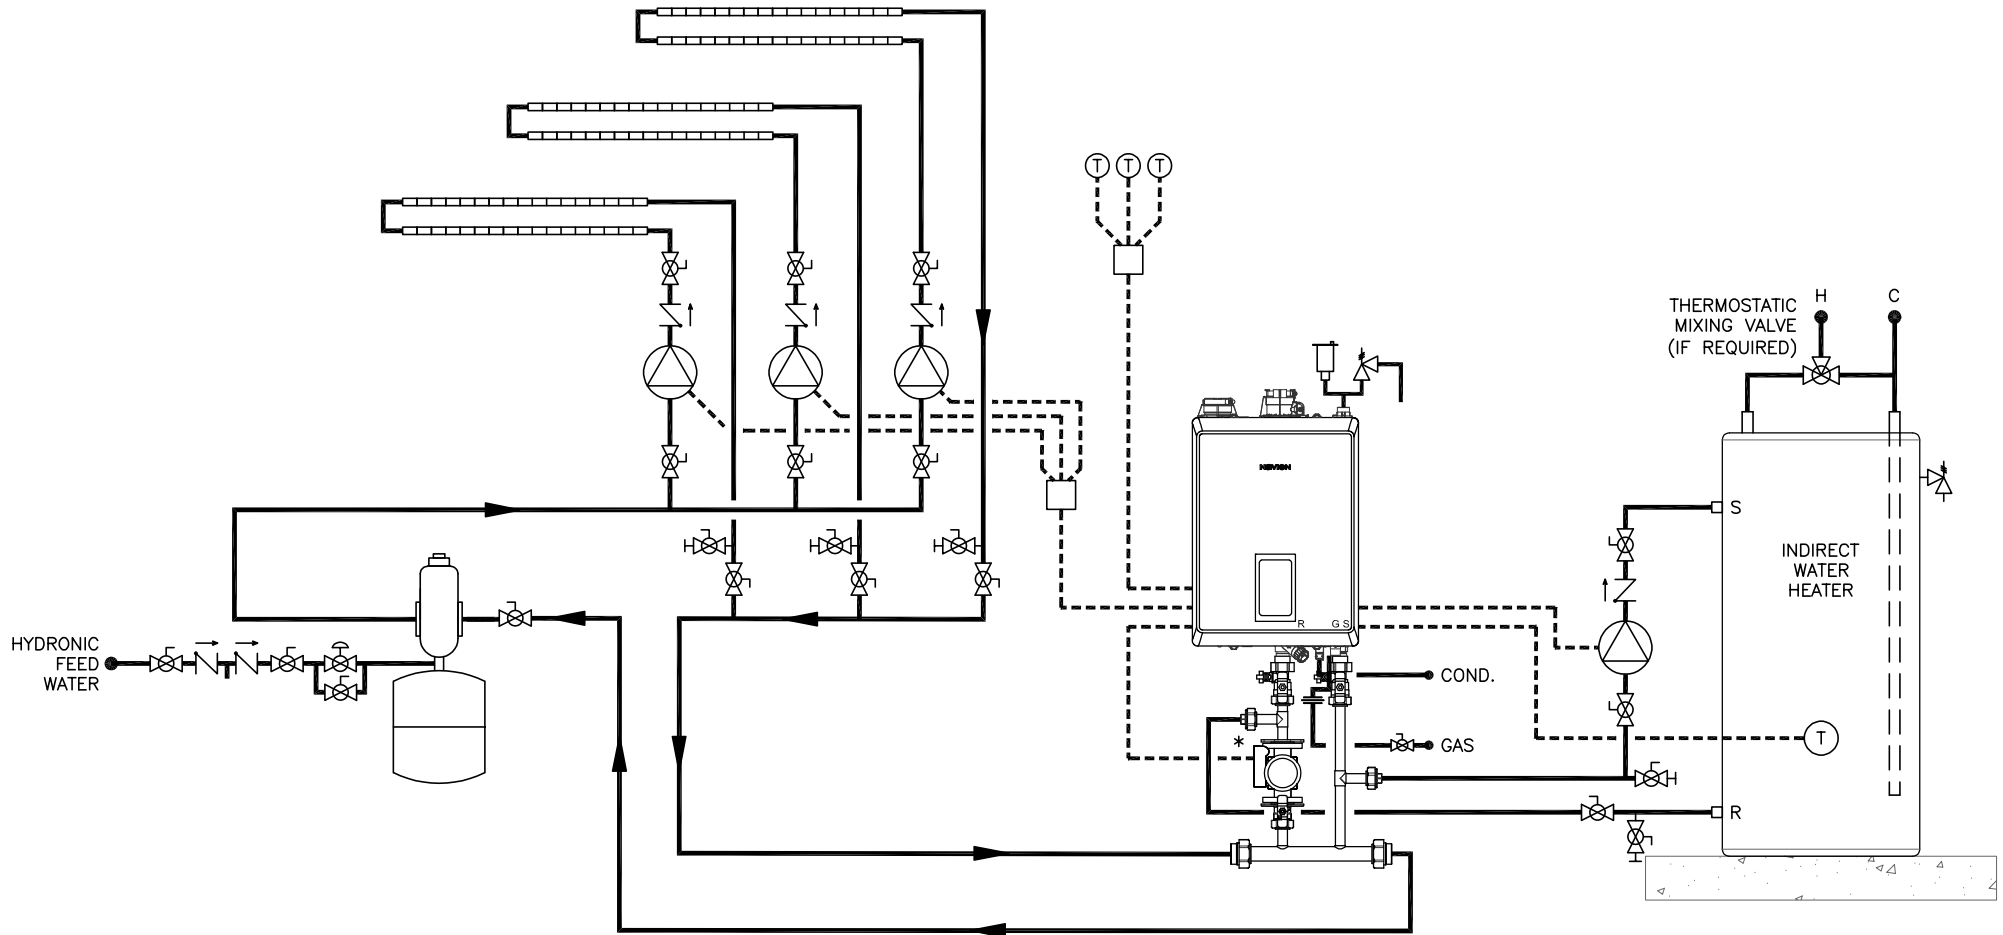 T T T
H C
THERMOSTATIC
MIXING VALVE
(IF REQUIRED)
NAVIEN
S
INDIRECT
WATER
HEATER
R G S
HYDRONIC
FEED
WATER
COND.
*
GAS
T
R